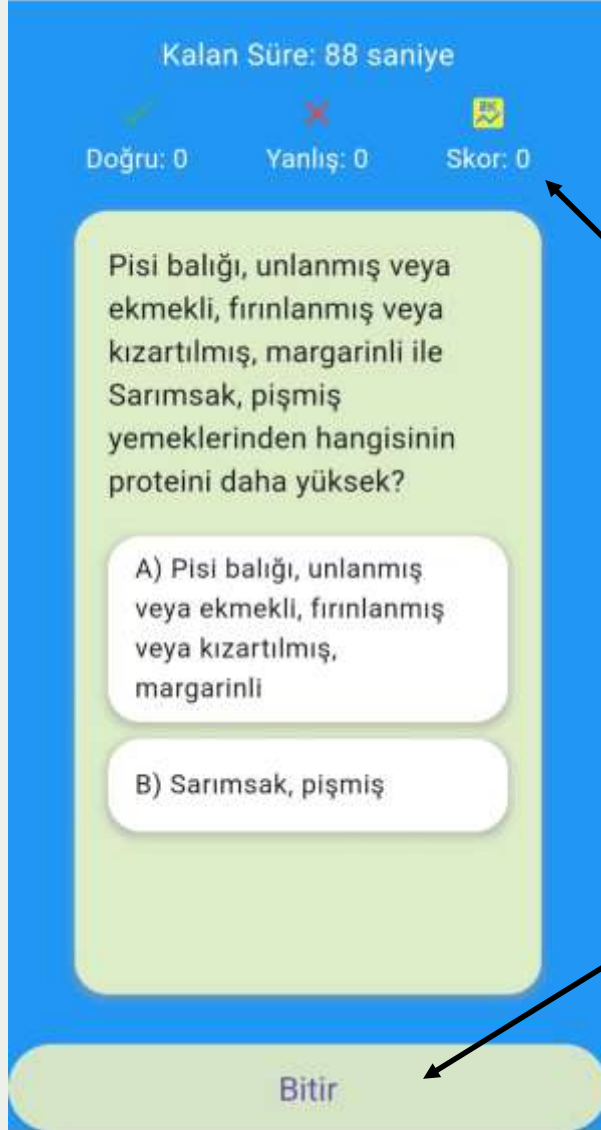 Kalan Süre: 88 saniye
Doğru: 0 Yanlış: 0 Skor: 0
Pisi balığı, unlanmış veya
ekmekli, fırınlanmış veya
kızartılmış, margarinli ile
Sarımsak, pişmiş
yemeklerinden hangisinin
proteini daha yüksek?
A) Pisi balığı, unlanmış
veya ekmekli, fırınlanmış
veya kızartılmış,
margarinli
B) Sarımsak, pişmiş
Bitir